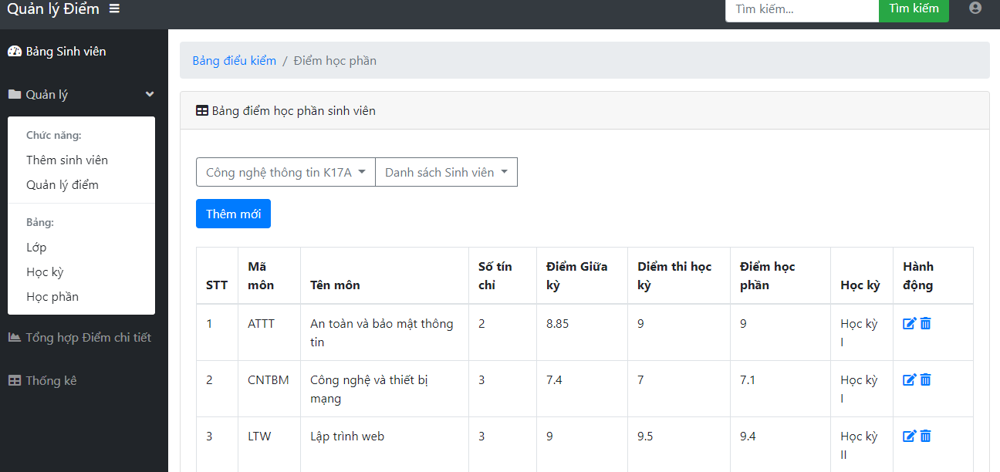 Quản lý Điểm
Tìm kiếm...
Tìm kiếm
Bảng Sinh viên
Quản lý
Chức năng:
Thêm sinh viên
Quản lý điểm
Bảng:
Lớp
Học kỳ
Học phần
Tổng hợp Điểm chi tiết
Thống kê
Bảng điều kiểm / Điểm học phần
Bảng điểm học phần sinh viên
Công nghệ thông tin K17A
Danh sách Sinh viên
Thêm mới
STT
Mã
môn
Tên môn
Số tín
chỉ
Điểm Giữa
kỳ
Diểm thi học
kỳ
Điểm học
phần
Học kỳ
Hành
động
1
ATTT
An toàn và bảo mật thông
tin
2
8.85
9
9
Học kỳ
I
2
CNTBM
Công nghệ và thiết bị
mạng
3
7.4
7
7.1
Học kỳ
I
3
LTW
Lập trình web
3
9
9.5
9.4
Học kỳ
II